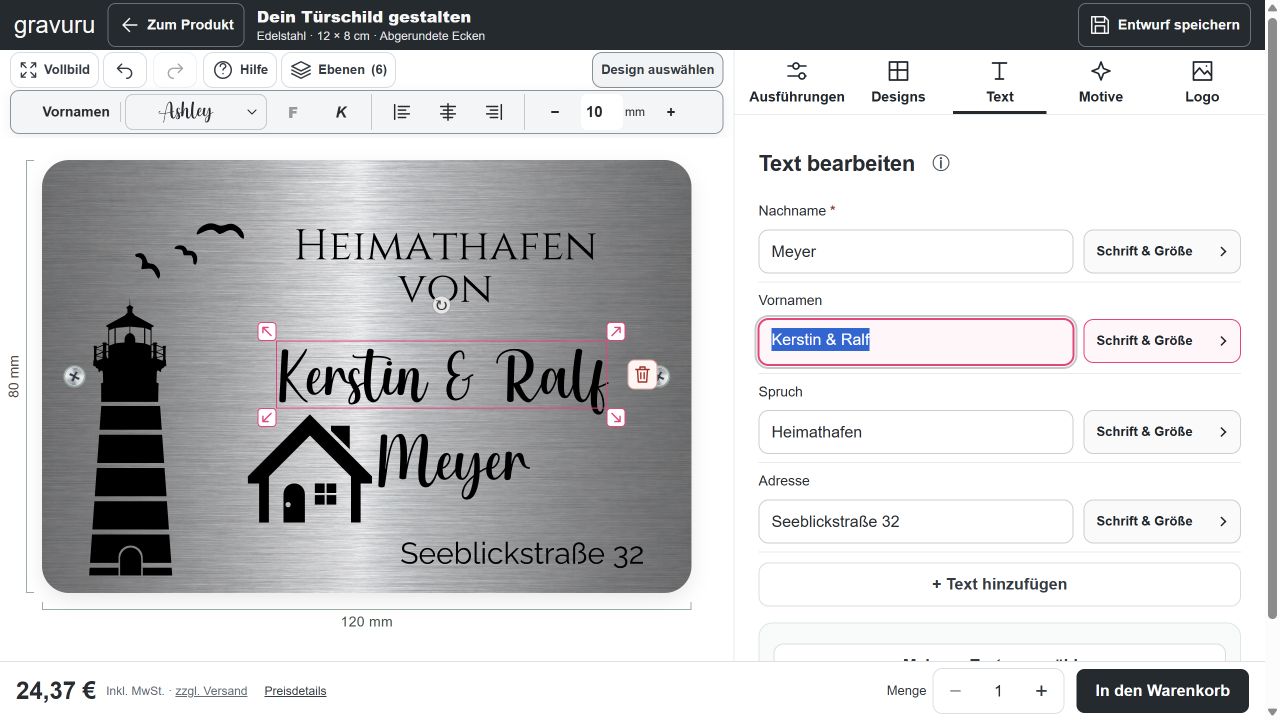 gravuru
Zum Produkt
Dein Türschild gestalten
Edelstahl · 12 × 8 cm · Abgerundete Ecken
Entwurf speichern
Vollbild
Hilfe
Ebenen (6)
Design auswählen
Vornamen
Ashley
F
K
− 10 mm +
Ausführungen
Designs
Text
Motive
Logo
80 mm
Heimathafen
von
Kerstin & Ralf
Meyer
Seeblickstraße 32
120 mm
Text bearbeiten
Nachname *
Meyer
Schrift & Größe
Vornamen
Kerstin & Ralf
Schrift & Größe
Spruch
Heimathafen
Schrift & Größe
Adresse
Seeblickstraße 32
Schrift & Größe
+ Text hinzufügen
24,37 €
Inkl. MwSt. · zzgl. Versand
Preisdetails
Menge
− 1 +
In den Warenkorb